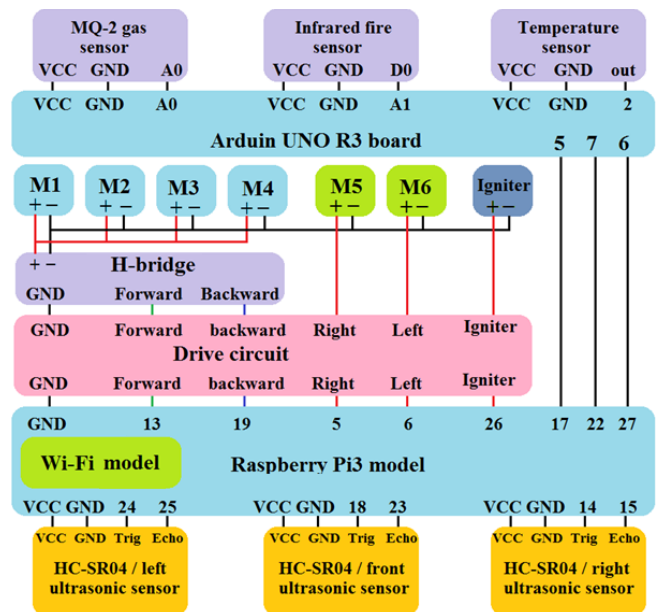 MQ-2 gas sensor Infrared fire sensor Temperature sensor
VCC GND A0 VCC GND D0 VCC GND out
VCC GND A0 VCC GND A1 VCC GND 2
Arduin UNO R3 board 5 7 6
M1 M2 M3 M4 M5 M6 Igniter
+ − + − + − + − + − + − + −
+ −
H-bridge
GND Forward Backward
GND Forward backward Right Left Igniter
Drive circuit
GND Forward backward Right Left Igniter
GND 13 19 5 6 26 17 22 27
Wi-Fi model Raspberry Pi3 model
VCC GND 24 25 VCC GND 18 23 VCC GND 14 15
VCC GND Trig Echo VCC GND Trig Echo VCC GND Trig Echo
HC-SR04 / left HC-SR04 / front HC-SR04 / right
ultrasonic sensor ultrasonic sensor ultrasonic sensor